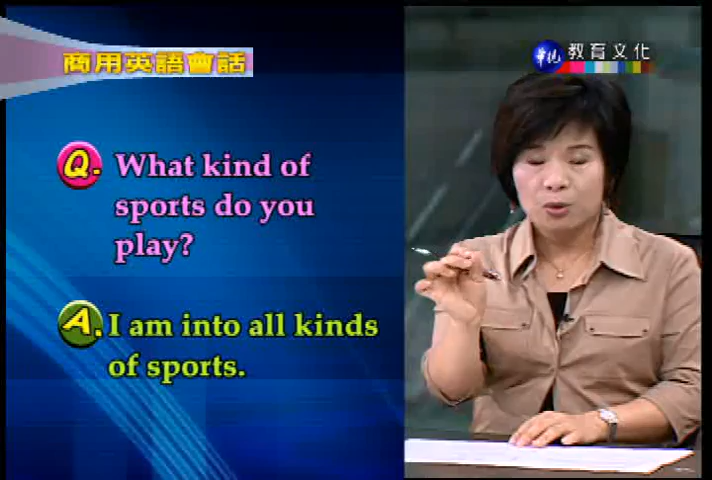 商用英語會話
華視 教育文化
Q. What kind of
sports do you
play?
A. I am into all kinds
of sports.